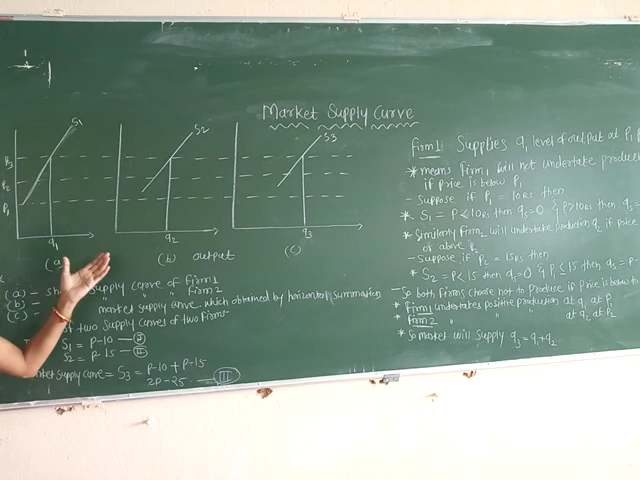 Market Supply Curve
S1
S2
S3
P3
P2
P1
q1
q2
q3
(a
(b) output
(c)
(a) – supply curve of Firm1
(b) – " " Firm2
(c) – market supply curve which obtained by horizontal summation
of two supply curves of two Firms
S1 = P-10 — I
S2 = P-15 — II
supply curve = S3 = P-10 + P-15
2P-25 — III
Firm1: Supplies q1 level of output at P1
* means firm1 will not undertake
if price is below P1
Suppose if P1 = 10Rs then
* S1 = P<10Rs then q1=0 & P>10Rs
* Similarly firm2 will undertake production q2 if price
or above P2
– Suppose if P2 = 15Rs then
* S2 = P<15 then q2=0 & P ≤ 15 then q2 = P-
– So both firms choose not to Produce if Price is below to
* Firm1 undertakes positive production at q1 at P1
* Firm2 " " " at q2 at P2
* So market will Supply q3 = q1+q2